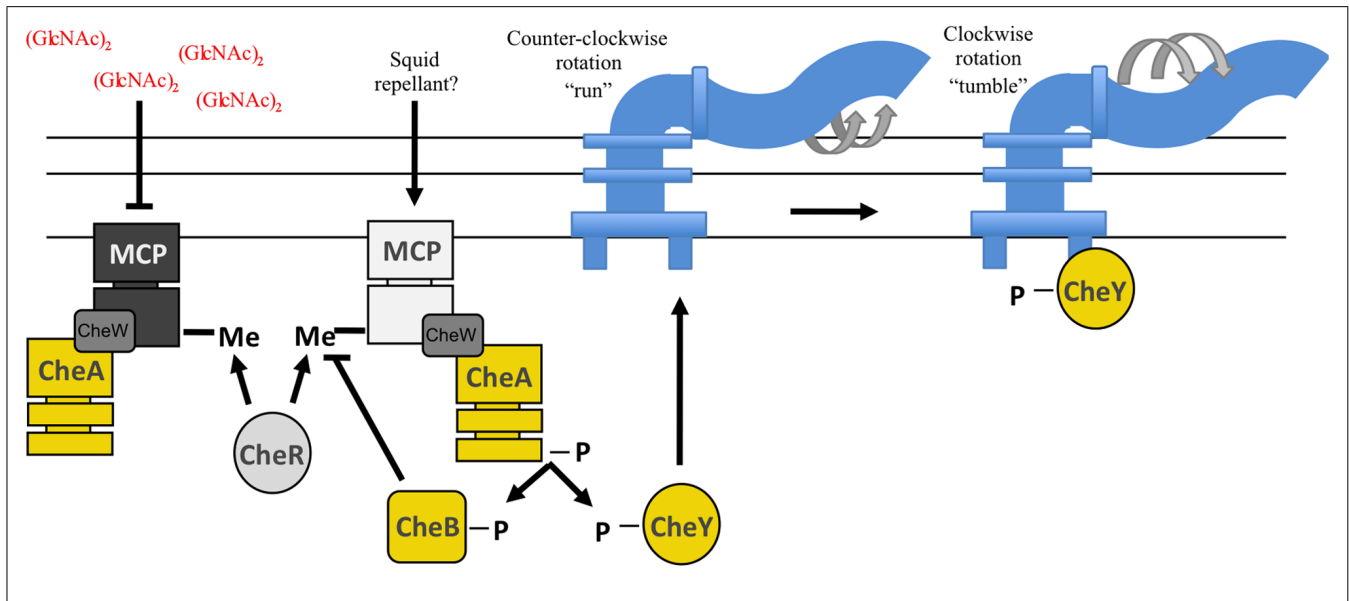 (GlcNAc)2
(GlcNAc)2
(GlcNAc)2
(GlcNAc)2
Squid
repellant?
Counter-clockwise
rotation
“run”
Clockwise
rotation
“tumble”
MCP
MCP
CheW
Me
Me
CheW
CheA
CheA
CheR
P
CheB
P
P
CheY
P
CheY